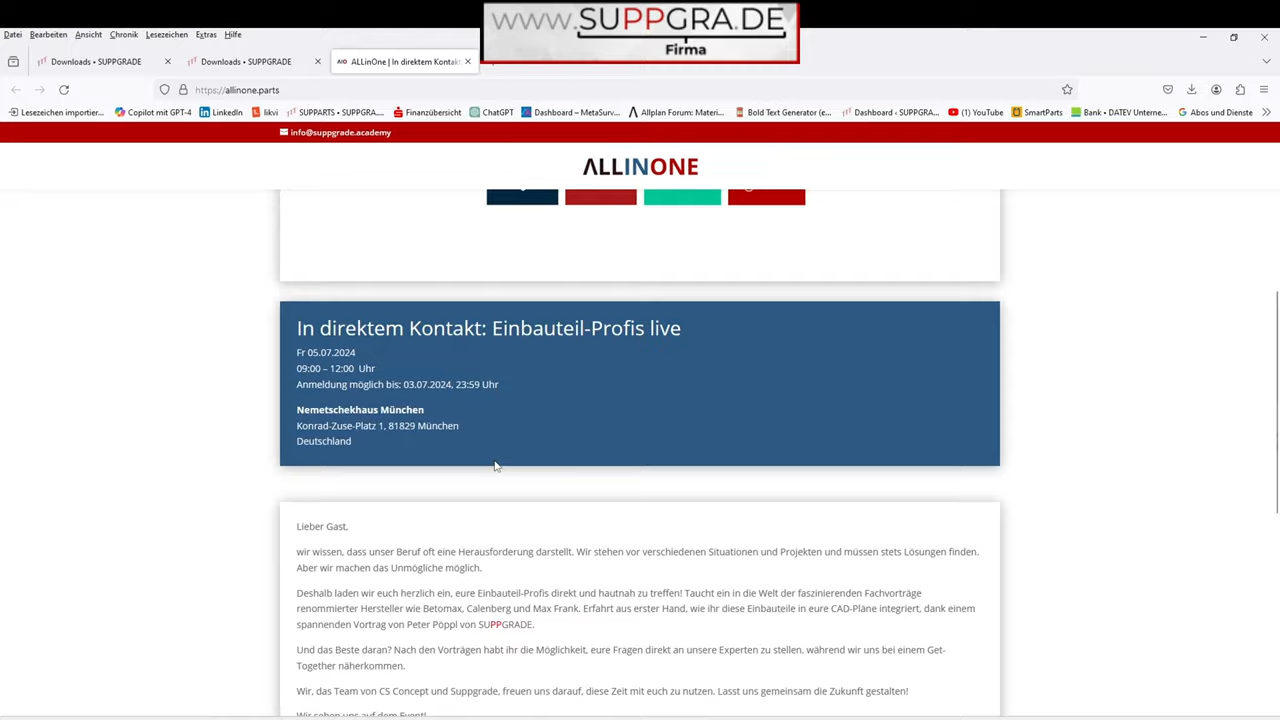 WWW.SUPPGRA.DE
Firma
Datei Bearbeiten Ansicht Chronik Lesezeichen Extras Hilfe
Downloads • SUPPGRADE Downloads • SUPPGRADE ALLinOne | In direktem Kontakt
https://allinone.parts
Lesezeichen importier... Copilot mit GPT-4 LinkedIn likvi SUPPARTS • SUPPGRA... Finanzübersicht ChatGPT Dashboard – MetaSurv... Allplan Forum: Materi... Bold Text Generator (e... Dashboard ‹ SUPPGRA... (1) YouTube SmartParts Bank • DATEV Unterne... Abos und Dienste
info@suppgrade.academy
ALLINONE
In direktem Kontakt: Einbauteil-Profis live
Fr 05.07.2024
09:00 – 12:00 Uhr
Anmeldung möglich bis: 03.07.2024, 23:59 Uhr
Nemetschekhaus München
Konrad-Zuse-Platz 1, 81829 München
Deutschland
Lieber Gast,
wir wissen, dass unser Beruf oft eine Herausforderung darstellt. Wir stehen vor verschiedenen Situationen und Projekten und müssen stets Lösungen finden.
Aber wir machen das Unmögliche möglich.
Deshalb laden wir euch herzlich ein, eure Einbauteil-Profis direkt und hautnah zu treffen! Taucht ein in die Welt der faszinierenden Fachvorträge
renommierter Hersteller wie Betomax, Calenberg und Max Frank. Erfahrt aus erster Hand, wie ihr diese Einbauteile in eure CAD-Pläne integriert, dank einem
spannenden Vortrag von Peter Pöppl von SUPPGRADE.
Und das Beste daran? Nach den Vorträgen habt ihr die Möglichkeit, eure Fragen direkt an unsere Experten zu stellen, während wir uns bei einem Get-
Together näherkommen.
Wir, das Team von CS Concept und Suppgrade, freuen uns darauf, diese Zeit mit euch zu nutzen. Lasst uns gemeinsam die Zukunft gestalten!
Wir sehen uns auf dem Event!